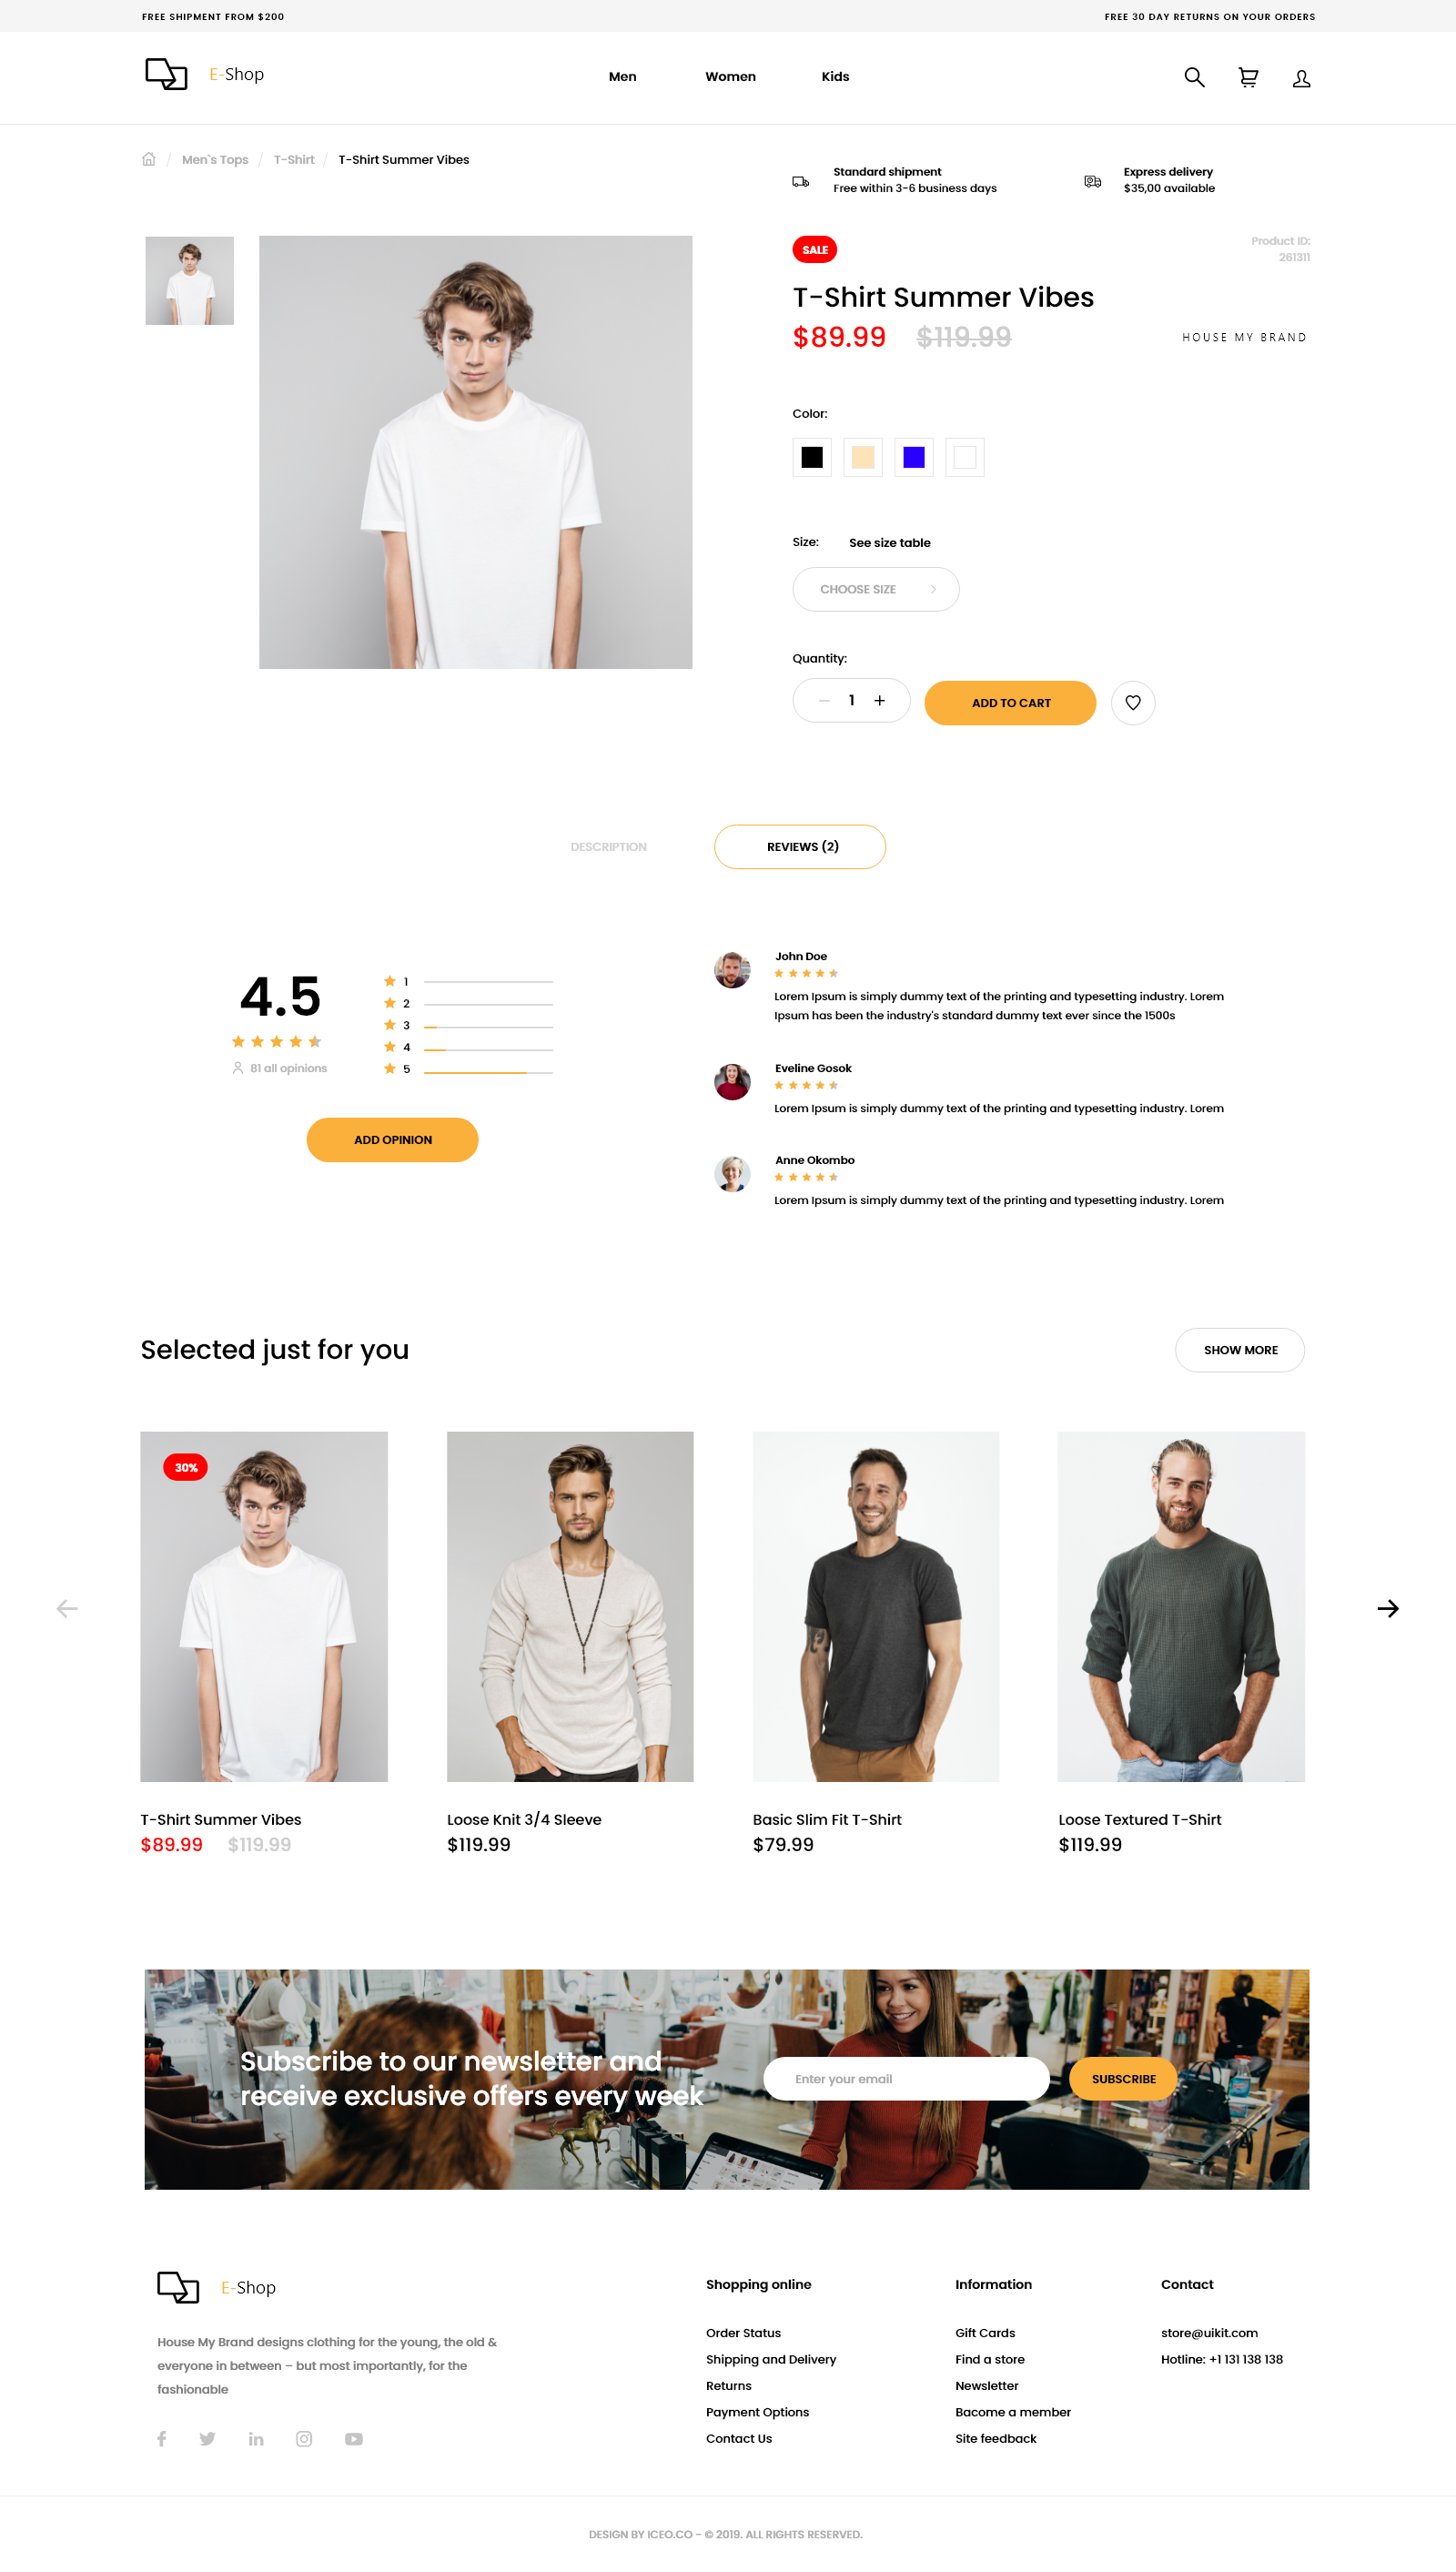 FREE SHIPMENT FROM $200
FREE 30 DAY RETURNS ON YOUR ORDERS
E-Shop
Men
Women
Kids
/ Men`s Tops / T-Shirt / T-Shirt Summer Vibes
Standard shipment
Free within 3-6 business days
Express delivery
$35,00 available
SALE
Product ID:
261311
T-Shirt Summer Vibes
$89.99 $119.99
HOUSE MY BRAND
Color:
Size:
See size table
CHOOSE SIZE
Quantity:
1
ADD TO CART
DESCRIPTION
REVIEWS (2)
4.5
81 all opinions
1
2
3
4
5
ADD OPINION
John Doe
Lorem Ipsum is simply dummy text of the printing and typesetting industry. Lorem
Ipsum has been the industry's standard dummy text ever since the 1500s
Eveline Gosok
Lorem Ipsum is simply dummy text of the printing and typesetting industry. Lorem
Anne Okombo
Lorem Ipsum is simply dummy text of the printing and typesetting industry. Lorem
Selected just for you
SHOW MORE
30%
T-Shirt Summer Vibes
$89.99 $119.99
Loose Knit 3/4 Sleeve
$119.99
Basic Slim Fit T-Shirt
$79.99
Loose Textured T-Shirt
$119.99
Subscribe to our newsletter and
receive exclusive offers every week
Enter your email
SUBSCRIBE
E-Shop
House My Brand designs clothing for the young, the old &
everyone in between – but most importantly, for the
fashionable
Shopping online
Order Status
Shipping and Delivery
Returns
Payment Options
Contact Us
Information
Gift Cards
Find a store
Newsletter
Bacome a member
Site feedback
Contact
store@uikit.com
Hotline: +1 131 138 138
DESIGN BY ICEO.CO - © 2019. ALL RIGHTS RESERVED.